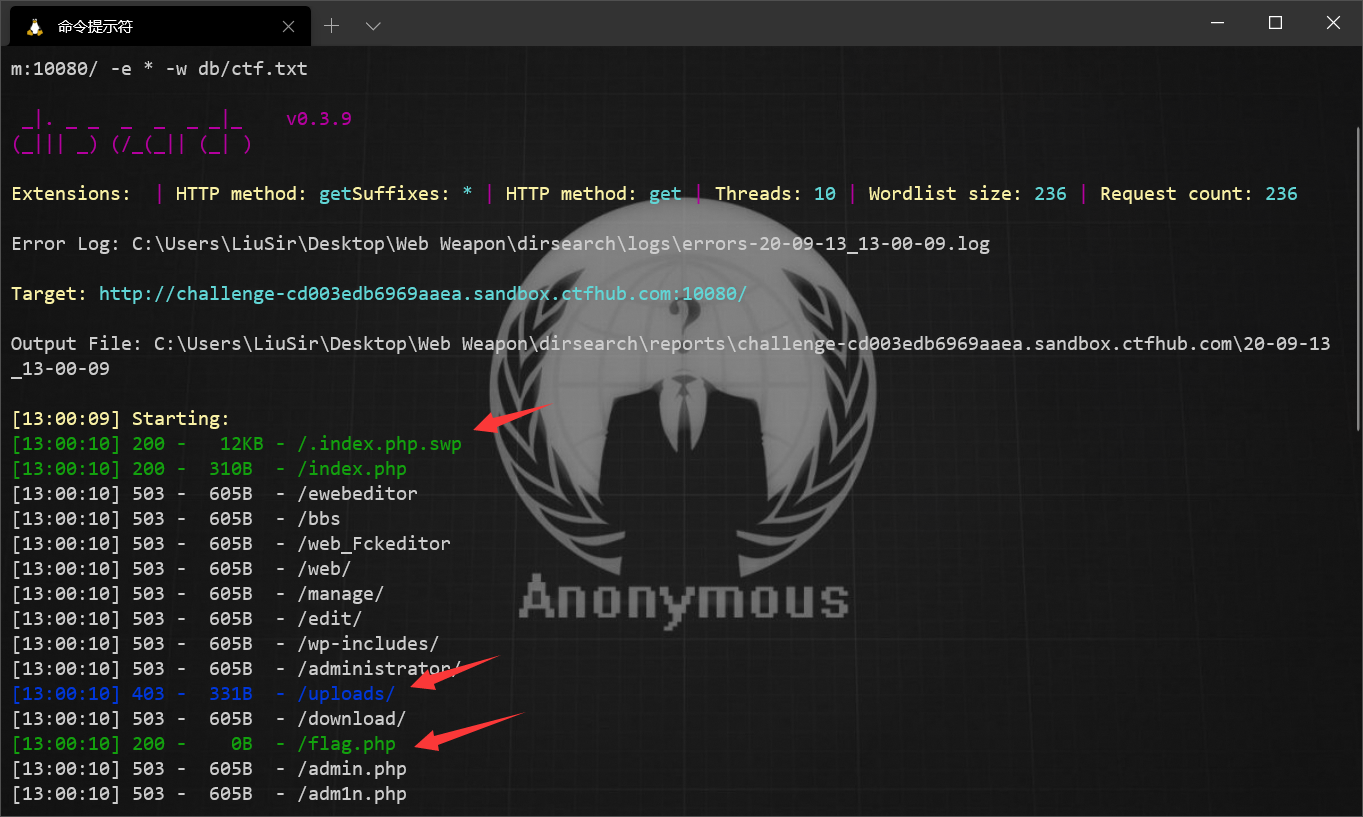 命令提示符
m:10080/ -e * -w db/ctf.txt
 _|. _ _  _  _  _ _|_    v0.3.9
(_||| _) (/_(_|| (_| )
Extensions:  | HTTP method: getSuffixes: * | HTTP method: get | Threads: 10 | Wordlist size: 236 | Request count: 236
Error Log: C:\Users\LiuSir\Desktop\Web Weapon\dirsearch\logs\errors-20-09-13_13-00-09.log
Target: http://challenge-cd003edb6969aaea.sandbox.ctfhub.com:10080/
Output File: C:\Users\LiuSir\Desktop\Web Weapon\dirsearch\reports\challenge-cd003edb6969aaea.sandbox.ctfhub.com\20-09-13
_13-00-09
[13:00:09] Starting:
[13:00:10] 200 -   12KB - /.index.php.swp
[13:00:10] 200 -  310B  - /index.php
[13:00:10] 503 -  605B  - /ewebeditor
[13:00:10] 503 -  605B  - /bbs
[13:00:10] 503 -  605B  - /web_Fckeditor
[13:00:10] 503 -  605B  - /web/
[13:00:10] 503 -  605B  - /manage/
[13:00:10] 503 -  605B  - /edit/
[13:00:10] 503 -  605B  - /wp-includes/
[13:00:10] 503 -  605B  - /administrator/
[13:00:10] 403 -  331B  - /uploads/
[13:00:10] 503 -  605B  - /download/
[13:00:10] 200 -    0B  - /flag.php
[13:00:10] 503 -  605B  - /admin.php
[13:00:10] 503 -  605B  - /adm1n.php
Anonymous